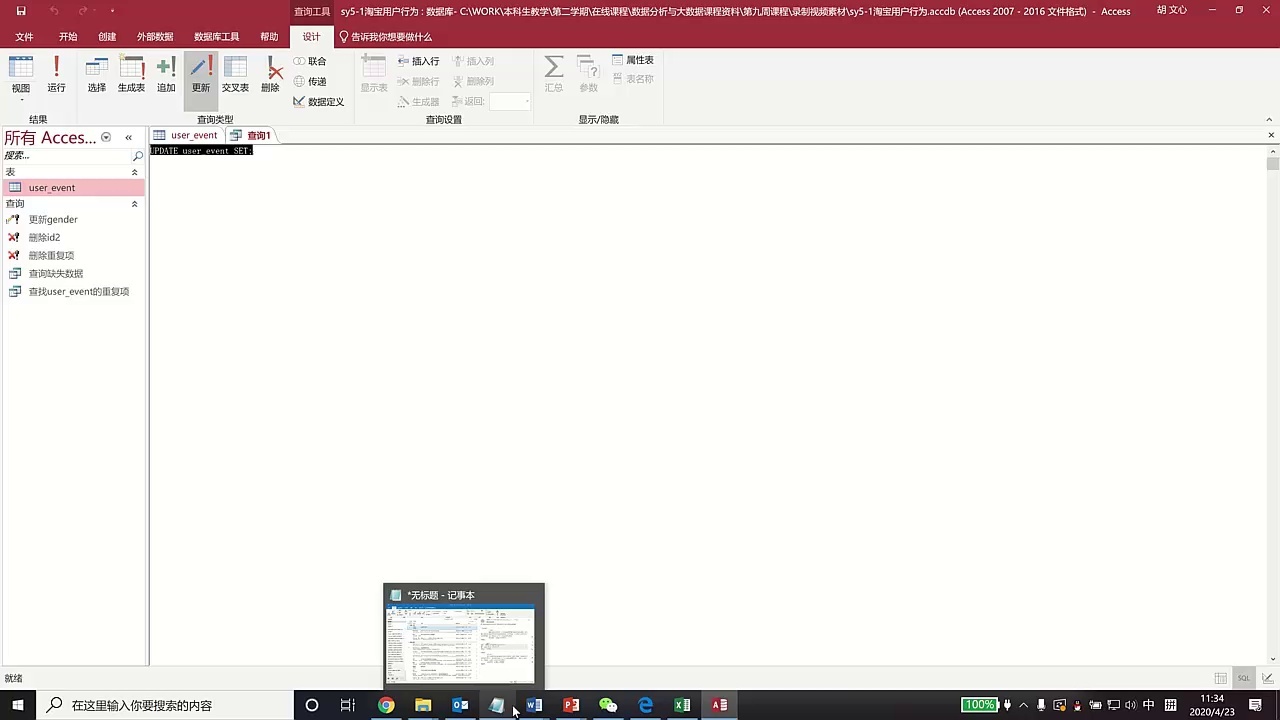 查询工具
sy5-1淘宝用户行为 : 数据库- C:\WORK\本科生教学\第二学期\在线课程\数据分析与大数据课程资料\第九周课程\录制视频素材\sy5-1淘宝用户行为.accdb (Access 2007 - 2016 文件格式) - Access
胡 文心
文件 开始 创建 外部数据 数据库工具 帮助 设计 告诉我你想要做什么
视图 运行 选择 生成表 追加 更新 交叉表 删除
联合
传递
数据定义
显示表
插入行 插入列
删除行 删除列
生成器 返回:
汇总 参数
属性表
表名称
结果 查询类型 查询设置 显示/隐藏
所有 Acces...
搜索...
表
user_event
查询
更新gender
删除id2
删除重复项
查询缺失数据
查找user_event的重复项
user_event 查询1
UPDATE user_event SET;
*无标题 - 记事本
就绪
SQL
在这里输入你要搜索的内容
100%
中
拼
11:34
2020/4/23